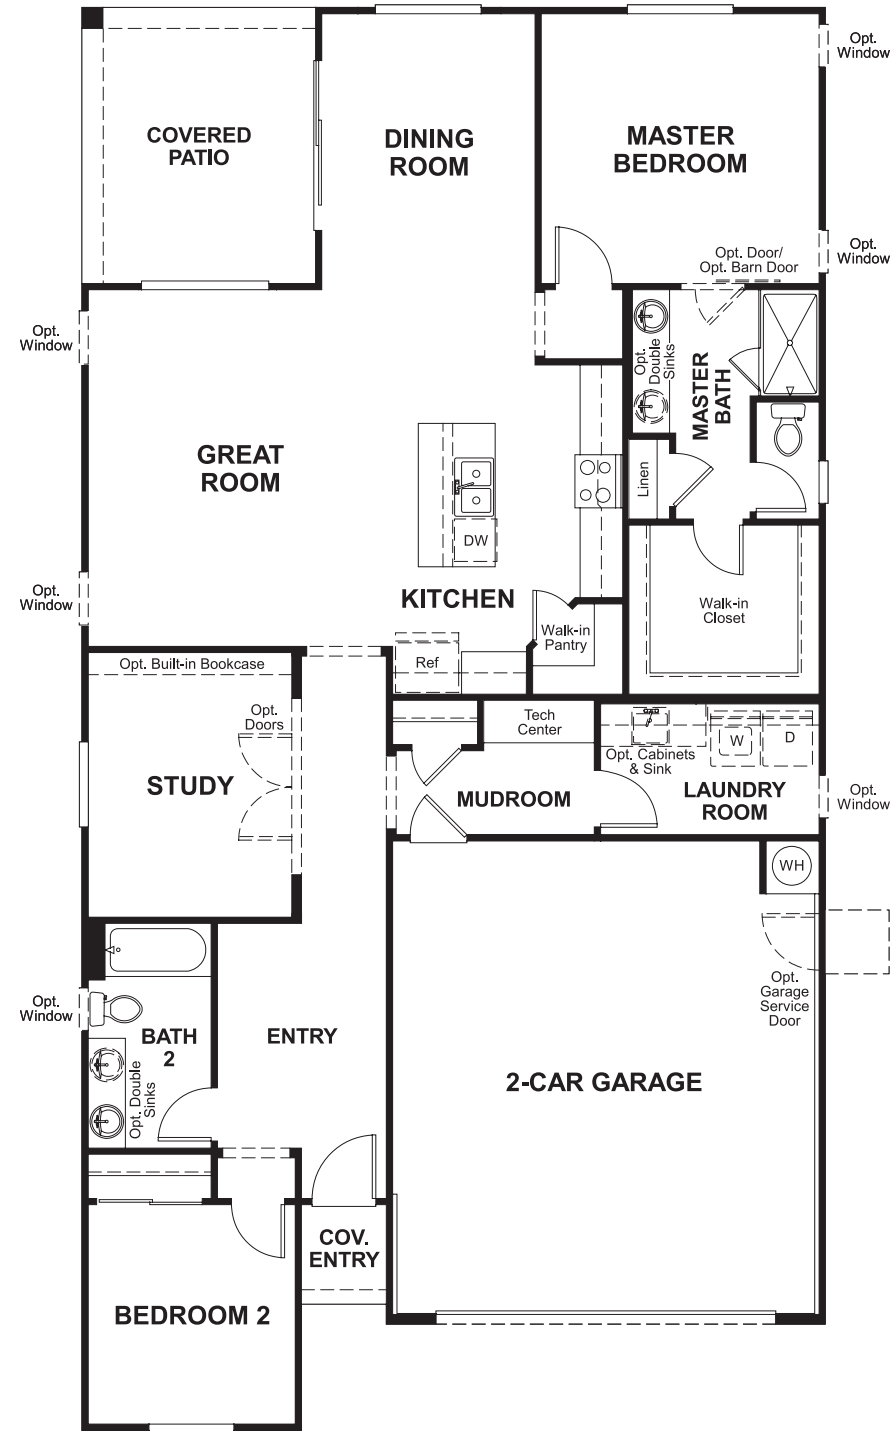 Opt.
Window
COVERED
PATIO
DINING
ROOM
MASTER
BEDROOM
Opt.
Window
Opt. Door/
Opt. Barn Door
Opt.
Window
Opt.
Double
Sinks
MASTER
BATH
GREAT
ROOM
Linen
DW
Opt.
Window
KITCHEN
Walk-in
Closet
Walk-in
Pantry
Ref
Opt. Built-in Bookcase
Opt.
Doors
Tech
Center
W
D
Opt. Cabinets
& Sink
STUDY
MUDROOM
LAUNDRY
ROOM
Opt.
Window
WH
Opt.
Garage
Service
Door
Opt.
Window
BATH
2
ENTRY
Opt. Double
Sinks
2-CAR GARAGE
COV.
ENTRY
BEDROOM 2
Opt.
Window